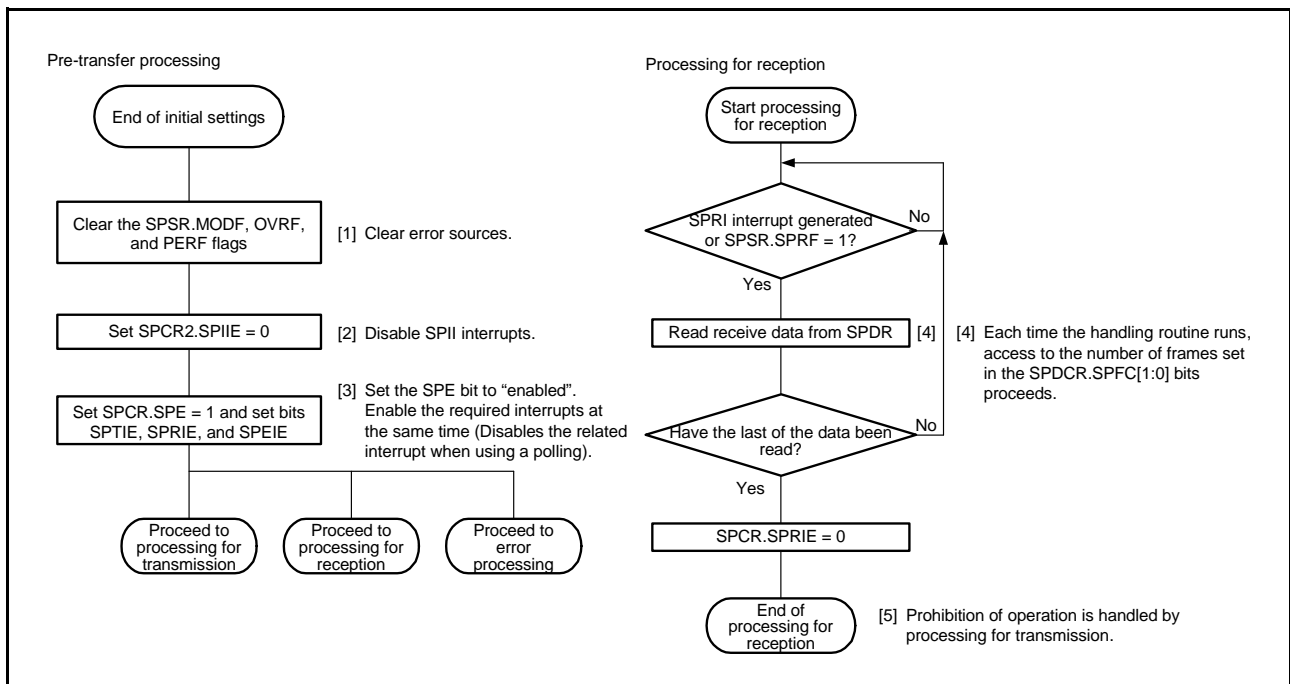 Pre-transfer processing
End of initial settings
Clear the SPSR.MODF, OVRF,
and PERF flags
[1] Clear error sources.
Set SPCR2.SPIIE = 0
[2] Disable SPII interrupts.
Set SPCR.SPE = 1 and set bits
SPTIE, SPRIE, and SPEIE
[3] Set the SPE bit to “enabled”.
Enable the required interrupts at
the same time (Disables the related
interrupt when using a polling).
Proceed to
processing for
transmission
Proceed to
processing for
reception
Proceed to
error
processing
Processing for reception
Start processing
for reception
SPRI interrupt generated
or SPSR.SPRF = 1?
No
Yes
Read receive data from SPDR
[4]
[4] Each time the handling routine runs,
access to the number of frames set
in the SPDCR.SPFC[1:0] bits
proceeds.
Have the last of the data been
read?
No
Yes
SPCR.SPRIE = 0
End of
processing for
reception
[5] Prohibition of operation is handled by
processing for transmission.